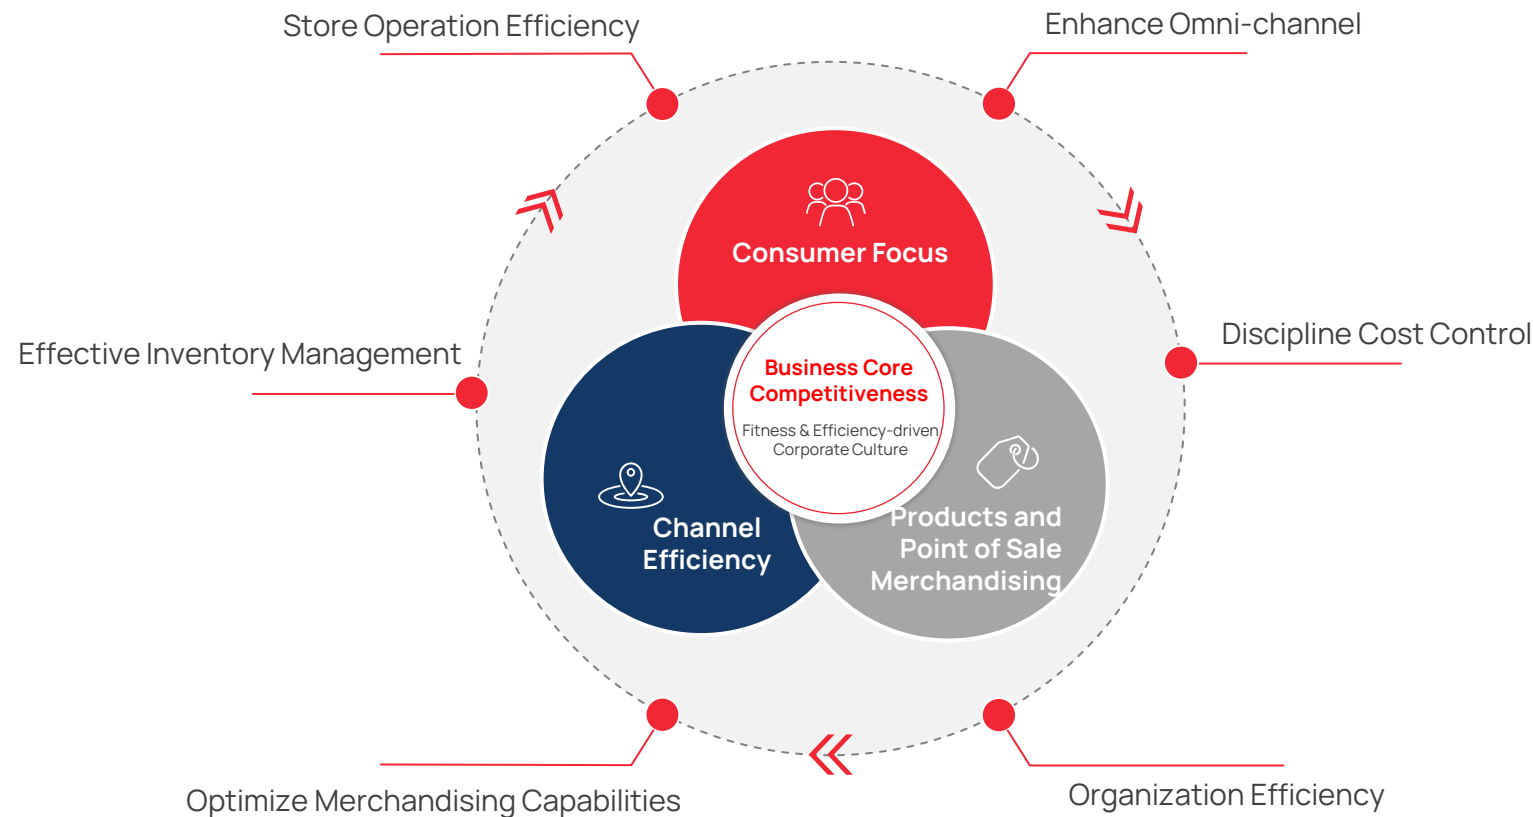 Store Operation Efficiency
Enhance Omni-channel
Consumer Focus
Effective Inventory Management
Discipline Cost Control
Business Core
Competitiveness
Fitness & Efficiency-driven
Corporate Culture
Channel
Efficiency
Products and
Point of Sale
Merchandising
Optimize Merchandising Capabilities
Organization Efficiency